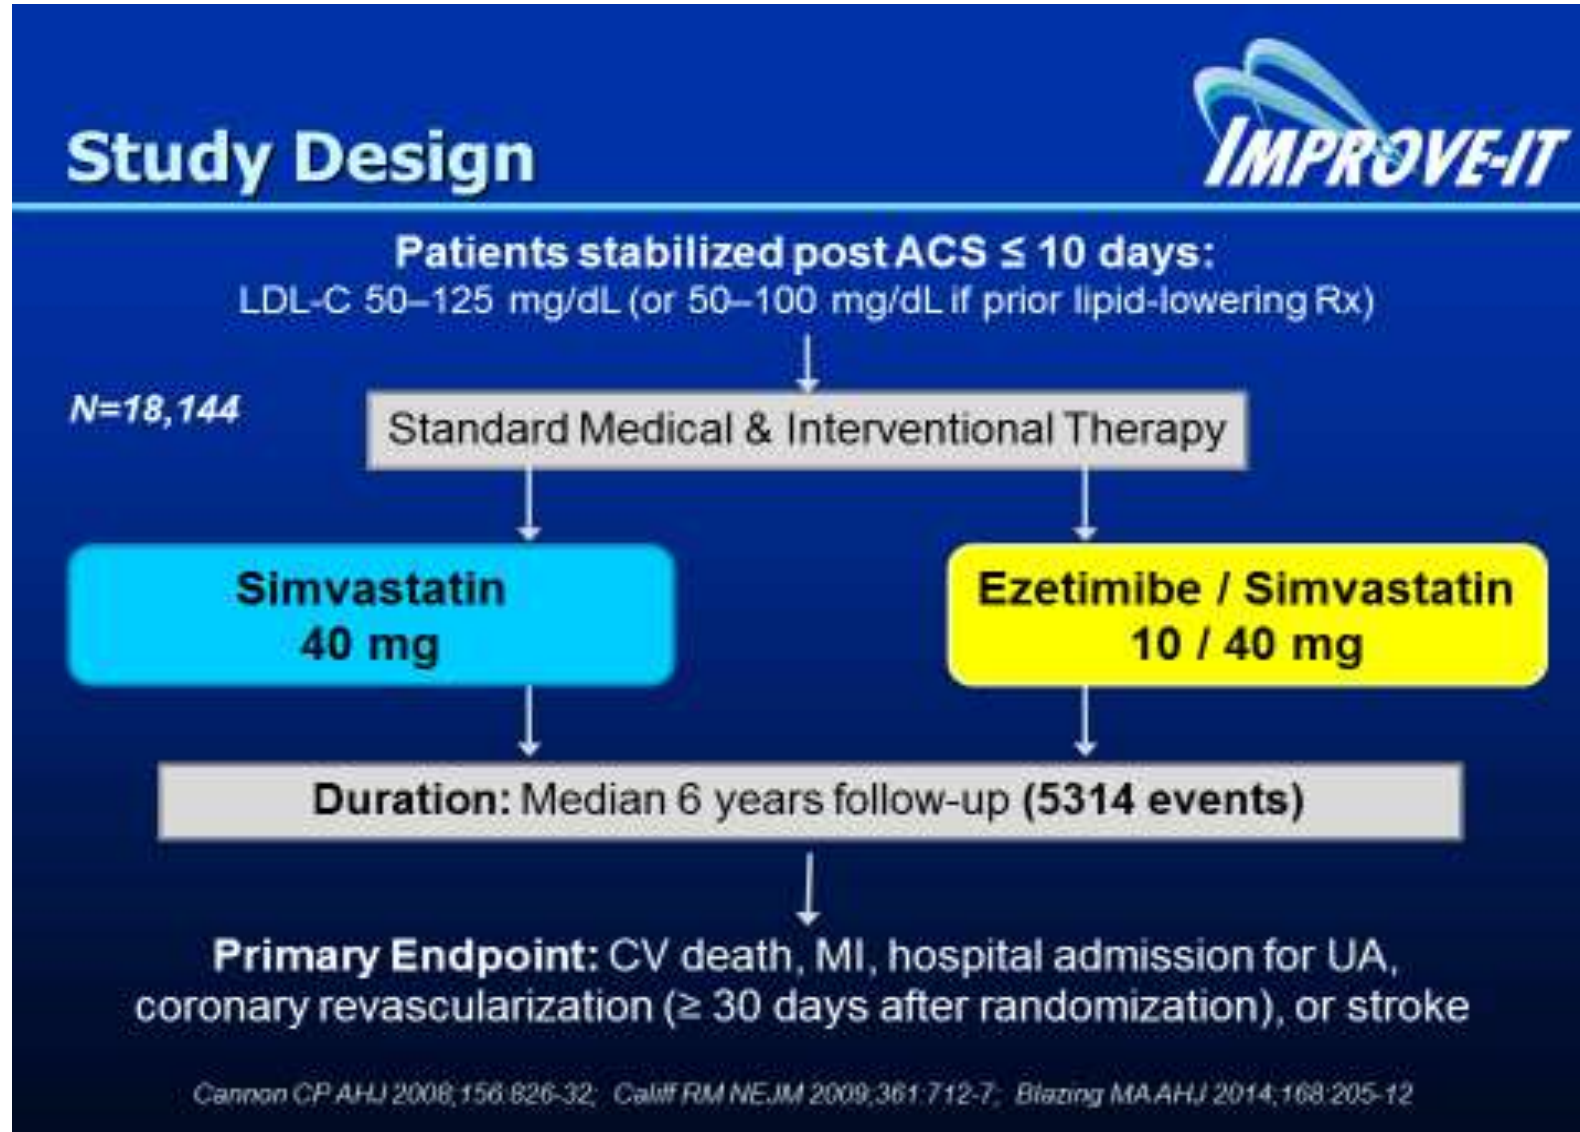 IMPROVE-IT
Study Design
Patients stabilized post ACS ≤ 10 days:
LDL-C 50–125 mg/dL (or 50–100 mg/dL if prior lipid-lowering Rx)
N=18,144
Standard Medical & Interventional Therapy
Simvastatin
40 mg
Ezetimibe / Simvastatin
10 / 40 mg
Duration: Median 6 years follow-up (5314 events)
Primary Endpoint: CV death, MI, hospital admission for UA,
coronary revascularization (≥ 30 days after randomization), or stroke
Cannon CP AHJ 2008;156:826-32; Califf RM NEJM 2009;361:712-7; Blazing MA AHJ 2014;168:205-12